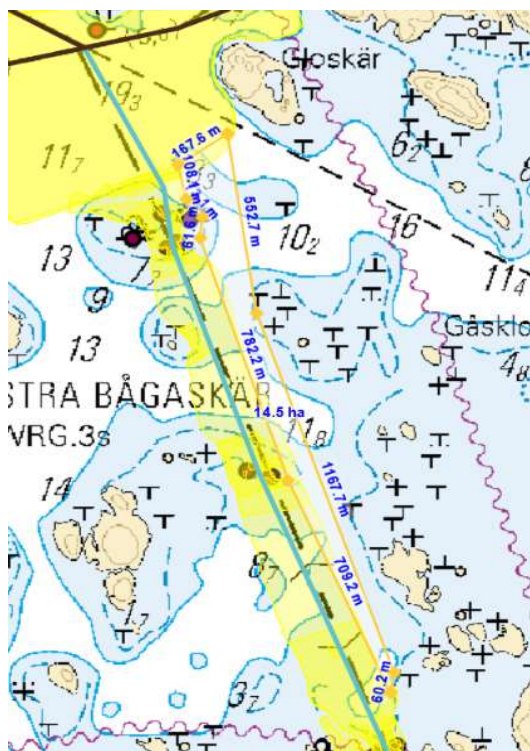 Gloskär
19₃
167.6 m
6₂
11₇
108.1 m
61.6 m
552.7 m
10₂
16
13
11₄
9
Gåsklo
13
4₈
782.2 m
STRA BÅGASKÄR
14.5 ha
VRG.3s
11₈
14
1167.7 m
709.2 m
8₇
1₇
60.2 m
3₇